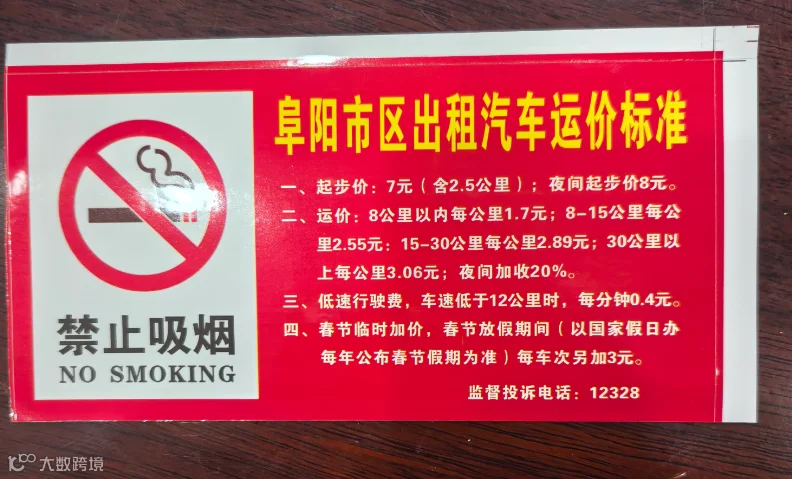 阜阳市区出租汽车运价标准
一、起步价：7元（含2.5公里）；夜间起步价8元。
二、运价：8公里以内每公里1.7元；8-15公里每公
里2.55元：15-30公里每公里2.89元；30公里以
上每公里3.06元；夜间加收20%。
三、低速行驶费，车速低于12公里时，每分钟0.4元。
四、春节临时加价，春节放假期间（以国家假日办
每年公布春节假期为准）每车次另加3元。
监督投诉电话：12328
禁止吸烟
NO SMOKING
大数跨境